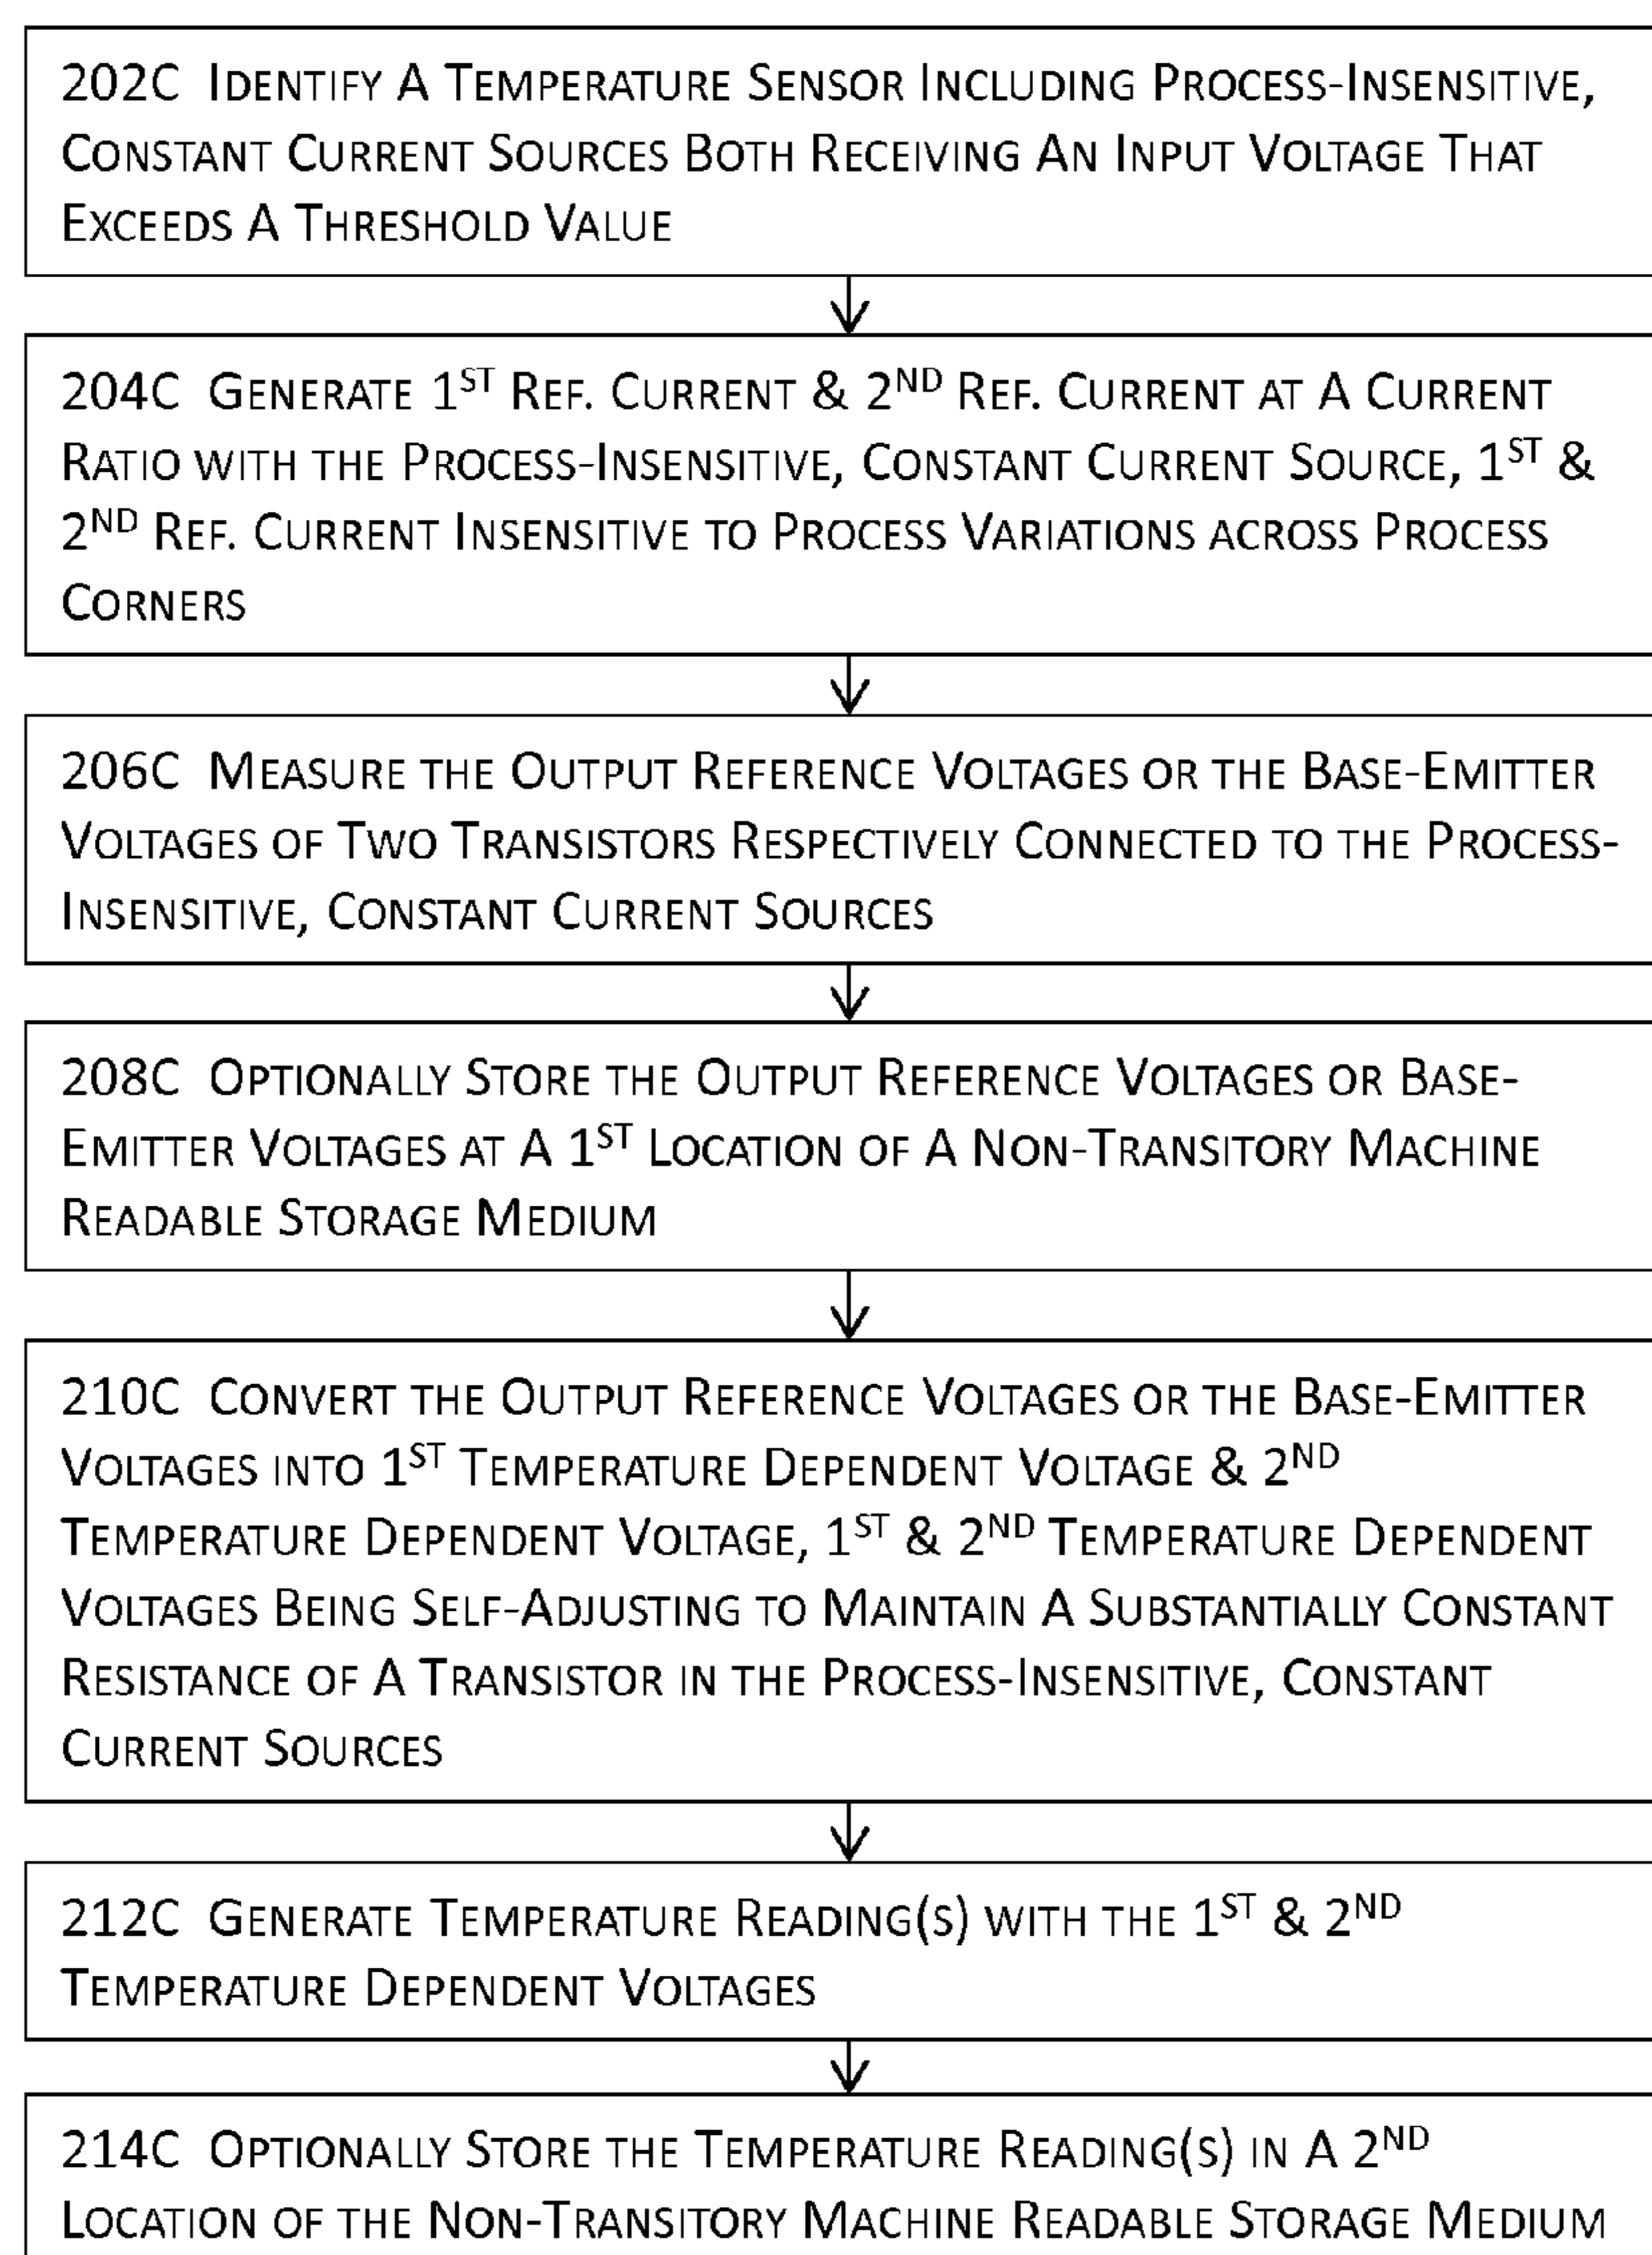 202C Identify A Temperature Sensor Including Process-Insensitive,
Constant Current Sources Both Receiving An Input Voltage That
Exceeds A Threshold Value
204C Generate 1st Ref. Current & 2nd Ref. Current at A Current
Ratio with the Process-Insensitive, Constant Current Source, 1st &
2nd Ref. Current Insensitive to Process Variations across Process
Corners
206C Measure the Output Reference Voltages or the Base-Emitter
Voltages of Two Transistors Respectively Connected to the Process-
Insensitive, Constant Current Sources
208C Optionally Store the Output Reference Voltages or Base-
Emitter Voltages at A 1st Location of A Non-Transitory Machine
Readable Storage Medium
210C Convert the Output Reference Voltages or the Base-Emitter
Voltages into 1st Temperature Dependent Voltage & 2nd
Temperature Dependent Voltage, 1st & 2nd Temperature Dependent
Voltages Being Self-Adjusting to Maintain A Substantially Constant
Resistance of A Transistor in the Process-Insensitive, Constant
Current Sources
212C Generate Temperature Reading(s) with the 1st & 2nd
Temperature Dependent Voltages
214C Optionally Store the Temperature Reading(s) in A 2nd
Location of the Non-Transitory Machine Readable Storage Medium